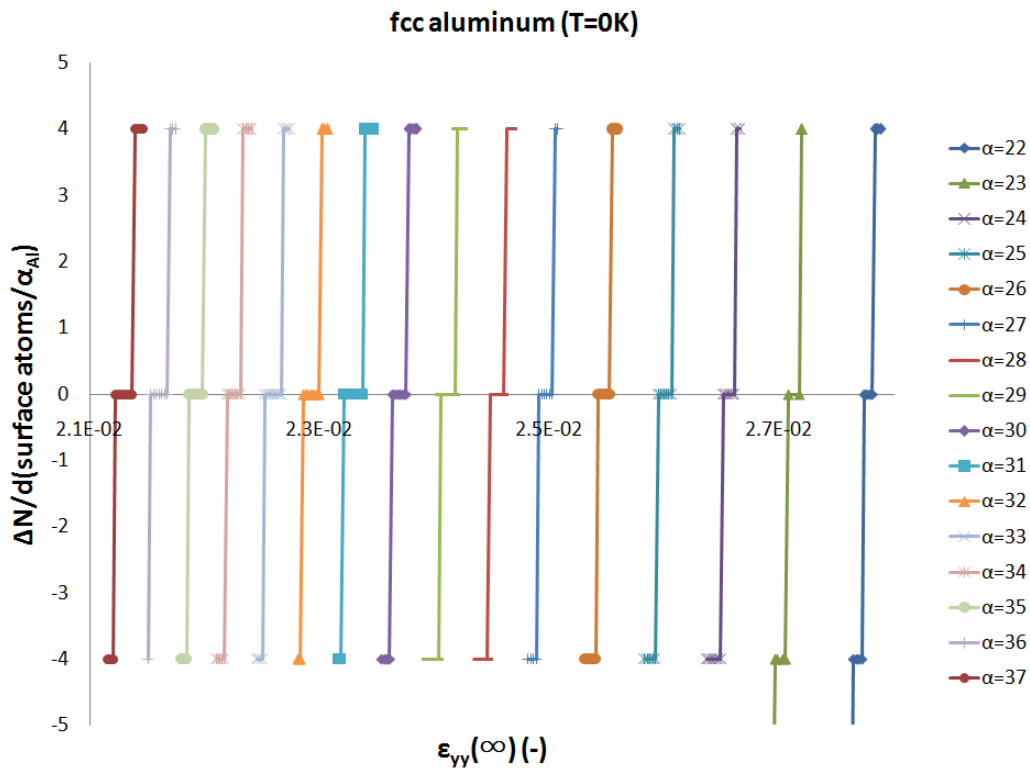 fcc aluminum (T=0K)
5
4
3
2
1
0
-1
-2
-3
-4
-5
ΔN/d(surface atoms/α_Al)
2.1E-02 2.3E-02 2.5E-02 2.7E-02
ε_yy(∞) (-)
α=22
α=23
α=24
α=25
α=26
α=27
α=28
α=29
α=30
α=31
α=32
α=33
α=34
α=35
α=36
α=37